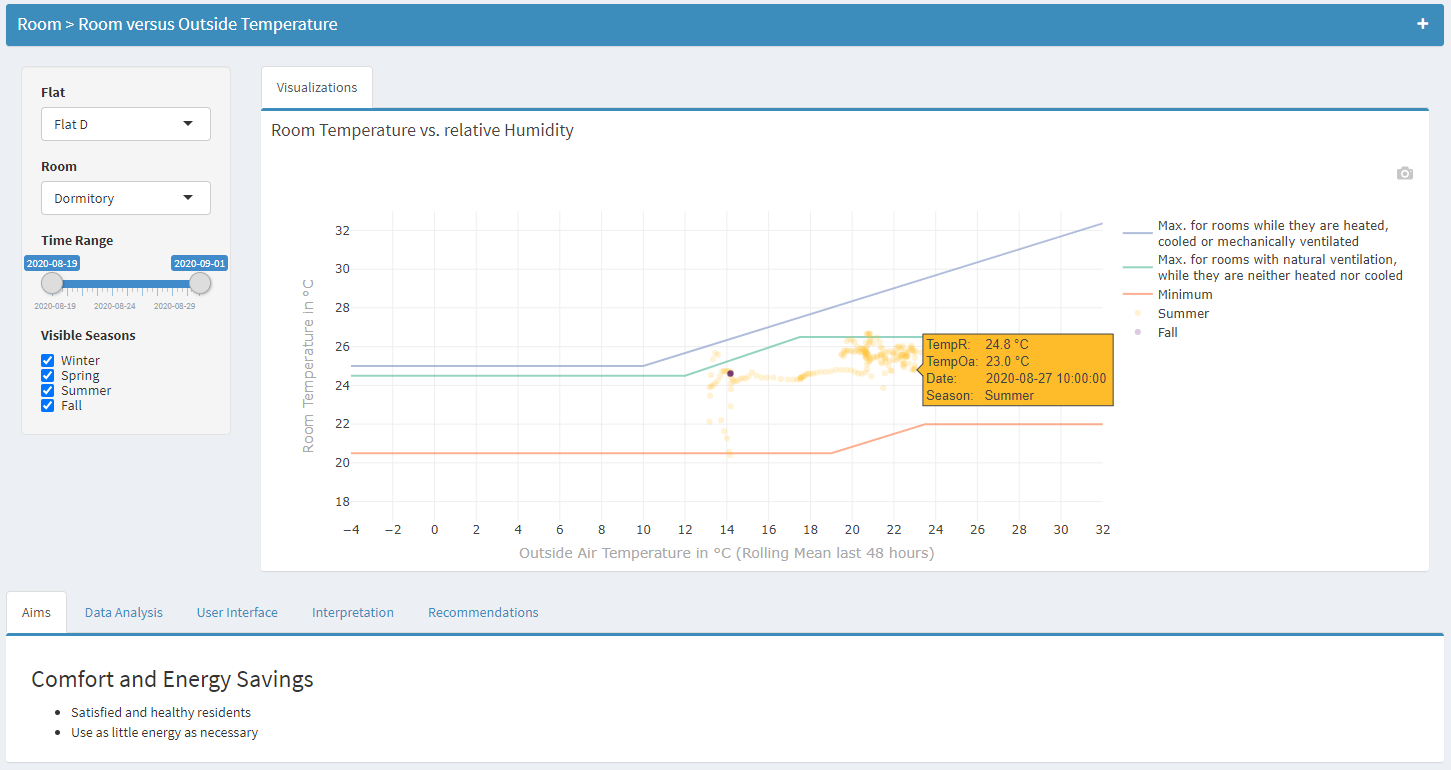 Room > Room versus Outside Temperature
+
Flat
Flat D
Room
Dormitory
Time Range
2020-08-19 2020-09-01
2020-08-19 2020-08-24 2020-08-29
Visible Seasons
Winter
Spring
Summer
Fall
Visualizations
Room Temperature vs. relative Humidity
Room Temperature in °C
32
30
28
26
24
22
20
18
−4 −2 0 2 4 6 8 10 12 14 16 18 20 22 24 26 28 30 32
Outside Air Temperature in °C (Rolling Mean last 48 hours)
TempR: 24.8 °C
TempOa: 23.0 °C
Date: 2020-08-27 10:00:00
Season: Summer
Max. for rooms while they are heated,
cooled or mechanically ventilated
Max. for rooms with natural ventilation,
while they are neither heated nor cooled
Minimum
Summer
Fall
Aims Data Analysis User Interface Interpretation Recommendations
Comfort and Energy Savings
Satisfied and healthy residents
Use as little energy as necessary